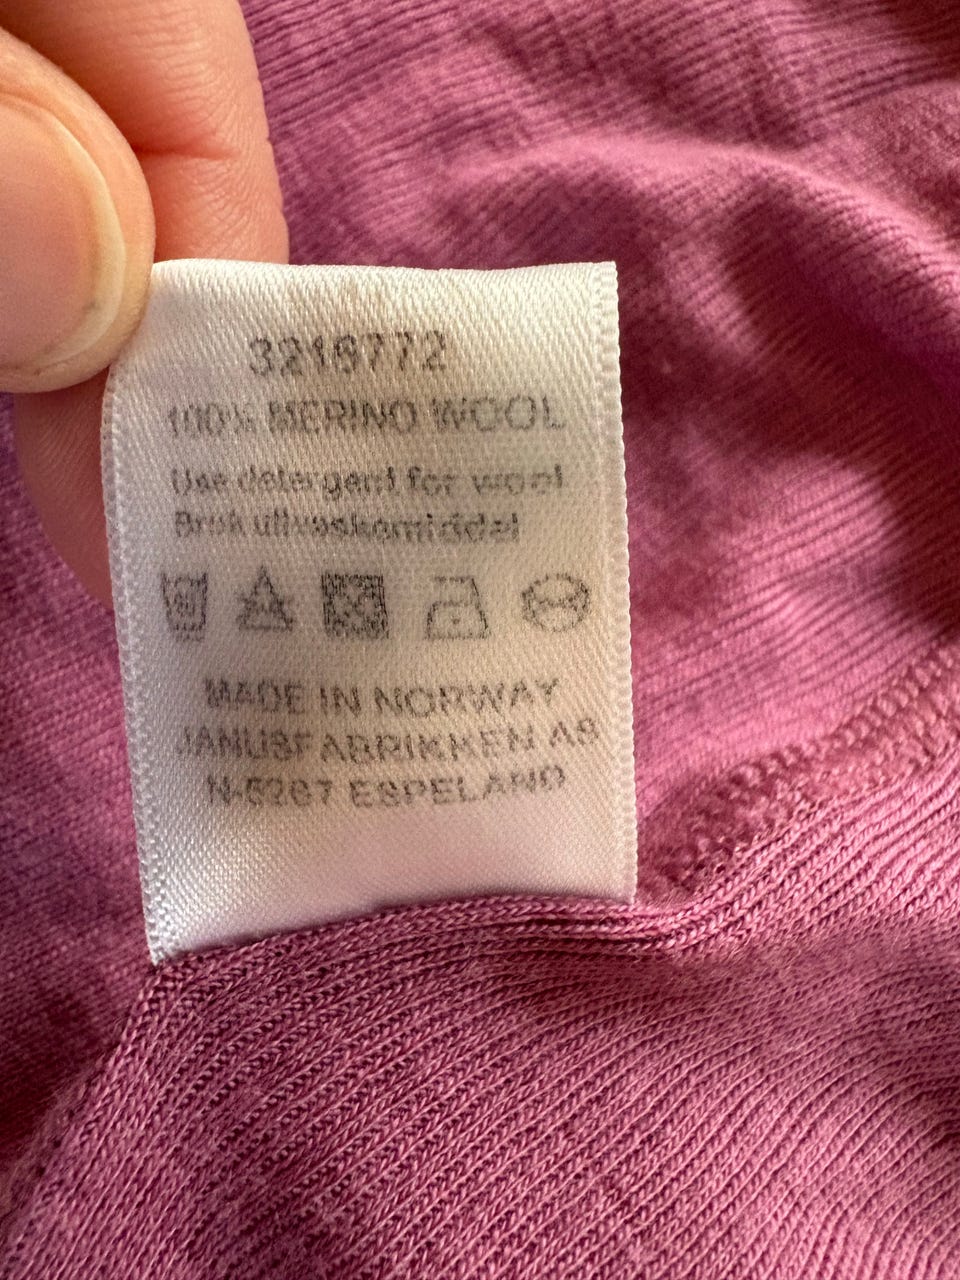 3216772
100% MERINO WOOL
Use detergent for wool
Bruk ullvaskemiddel
MADE IN NORWAY
JANUSFABRIKKEN AS
N-5267 ESPELAND